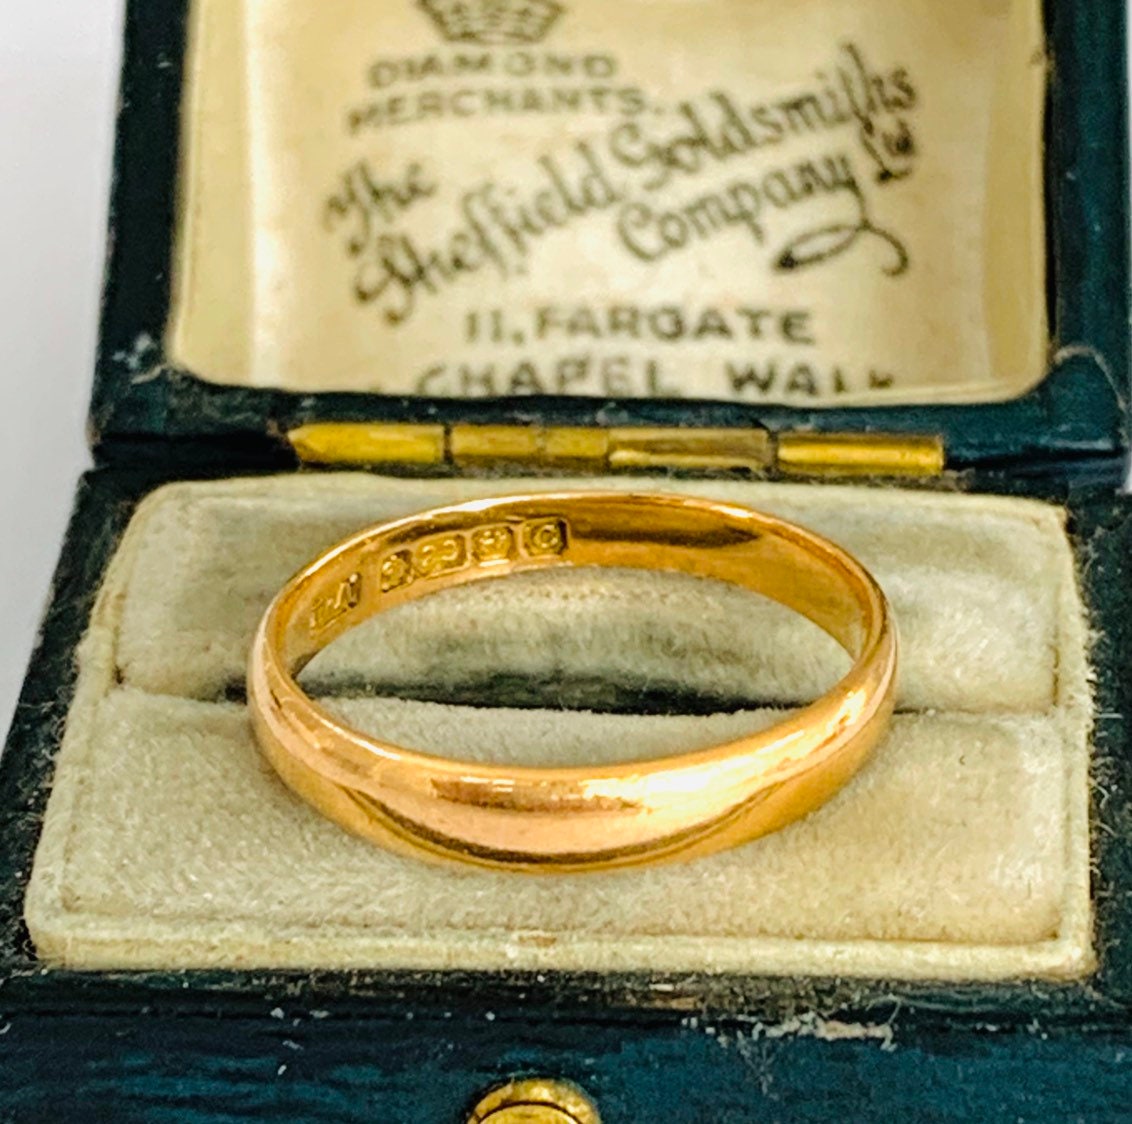 DIAMOND
MERCHANTS.
The
Sheffield Goldsmiths
Company Ltd
11, FARGATE
CHAPEL WALK